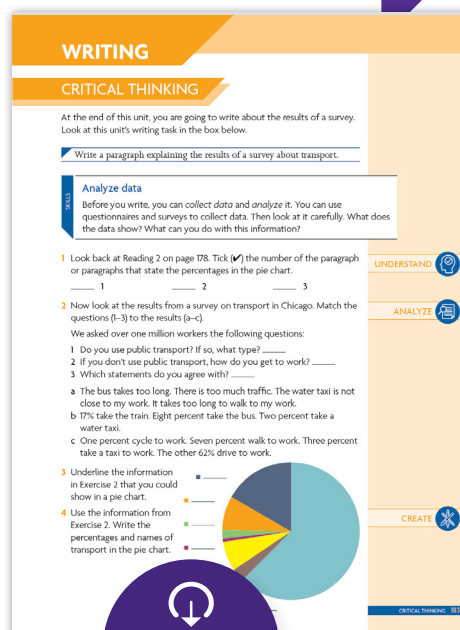 WRITING
CRITICAL THINKING
At the end of this unit, you are going to write about the results of a survey.
Look at this unit's writing task in the box below.
Write a paragraph explaining the results of a survey about transport.
SKILLS
Analyze data
Before you write, you can collect data and analyze it. You can use
questionnaires and surveys to collect data. Then look at it carefully. What does
the data show? What can you do with this information?
1 Look back at Reading 2 on page 178. Tick (✔) the number of the paragraph
or paragraphs that state the percentages in the pie chart.
_____ 1 _____ 2 _____ 3
UNDERSTAND
2 Now look at the results from a survey on transport in Chicago. Match the
questions (1–3) to the results (a–c).
ANALYZE
We asked over one million workers the following questions:
1 Do you use public transport? If so, what type? _____
2 If you don't use public transport, how do you get to work? _____
3 Which statements do you agree with? _____
a The bus takes too long. There is too much traffic. The water taxi is not
close to my work. It takes too long to walk to my work.
b 17% take the train. Eight percent take the bus. Two percent take a
water taxi.
c One percent cycle to work. Seven percent walk to work. Three percent
take a taxi to work. The other 62% drive to work.
3 Underline the information
in Exercise 2 that you could
show in a pie chart.
4 Use the information from
Exercise 2. Write the
percentages and names of
transport in the pie chart.
CREATE
CRITICAL THINKING 183